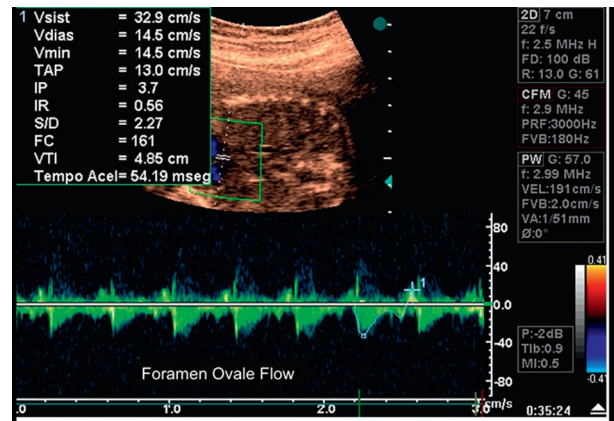 1 Vsist = 32.9 cm/s
Vdias = 14.5 cm/s
Vmin = 14.5 cm/s
TAP = 13.0 cm/s
IP = 3.7
IR = 0.56
S/D = 2.27
FC = 161
VTI = 4.85 cm
Tempo Acel= 54.19 mseg
2D 7 cm
22 f/s
f: 2.5 MHz H
FD: 100 dB
R: 13.0 G: 61
CFM G: 45
f: 2.9 MHz
PRF:3000Hz
FVB:180Hz
PW G: 57.0
f: 2.99 MHz
VEL:191cm/s
FVB:2.0cm/s
VA:1/51mm
Ø:0°
80
40
0.0
-40
-80
cm/s
1
0.41
-0.41
P:-2dB
TIb:0.9
MI:0.5
Foramen Ovale Flow
.0 1.0 2.0 3.0
0:35:24